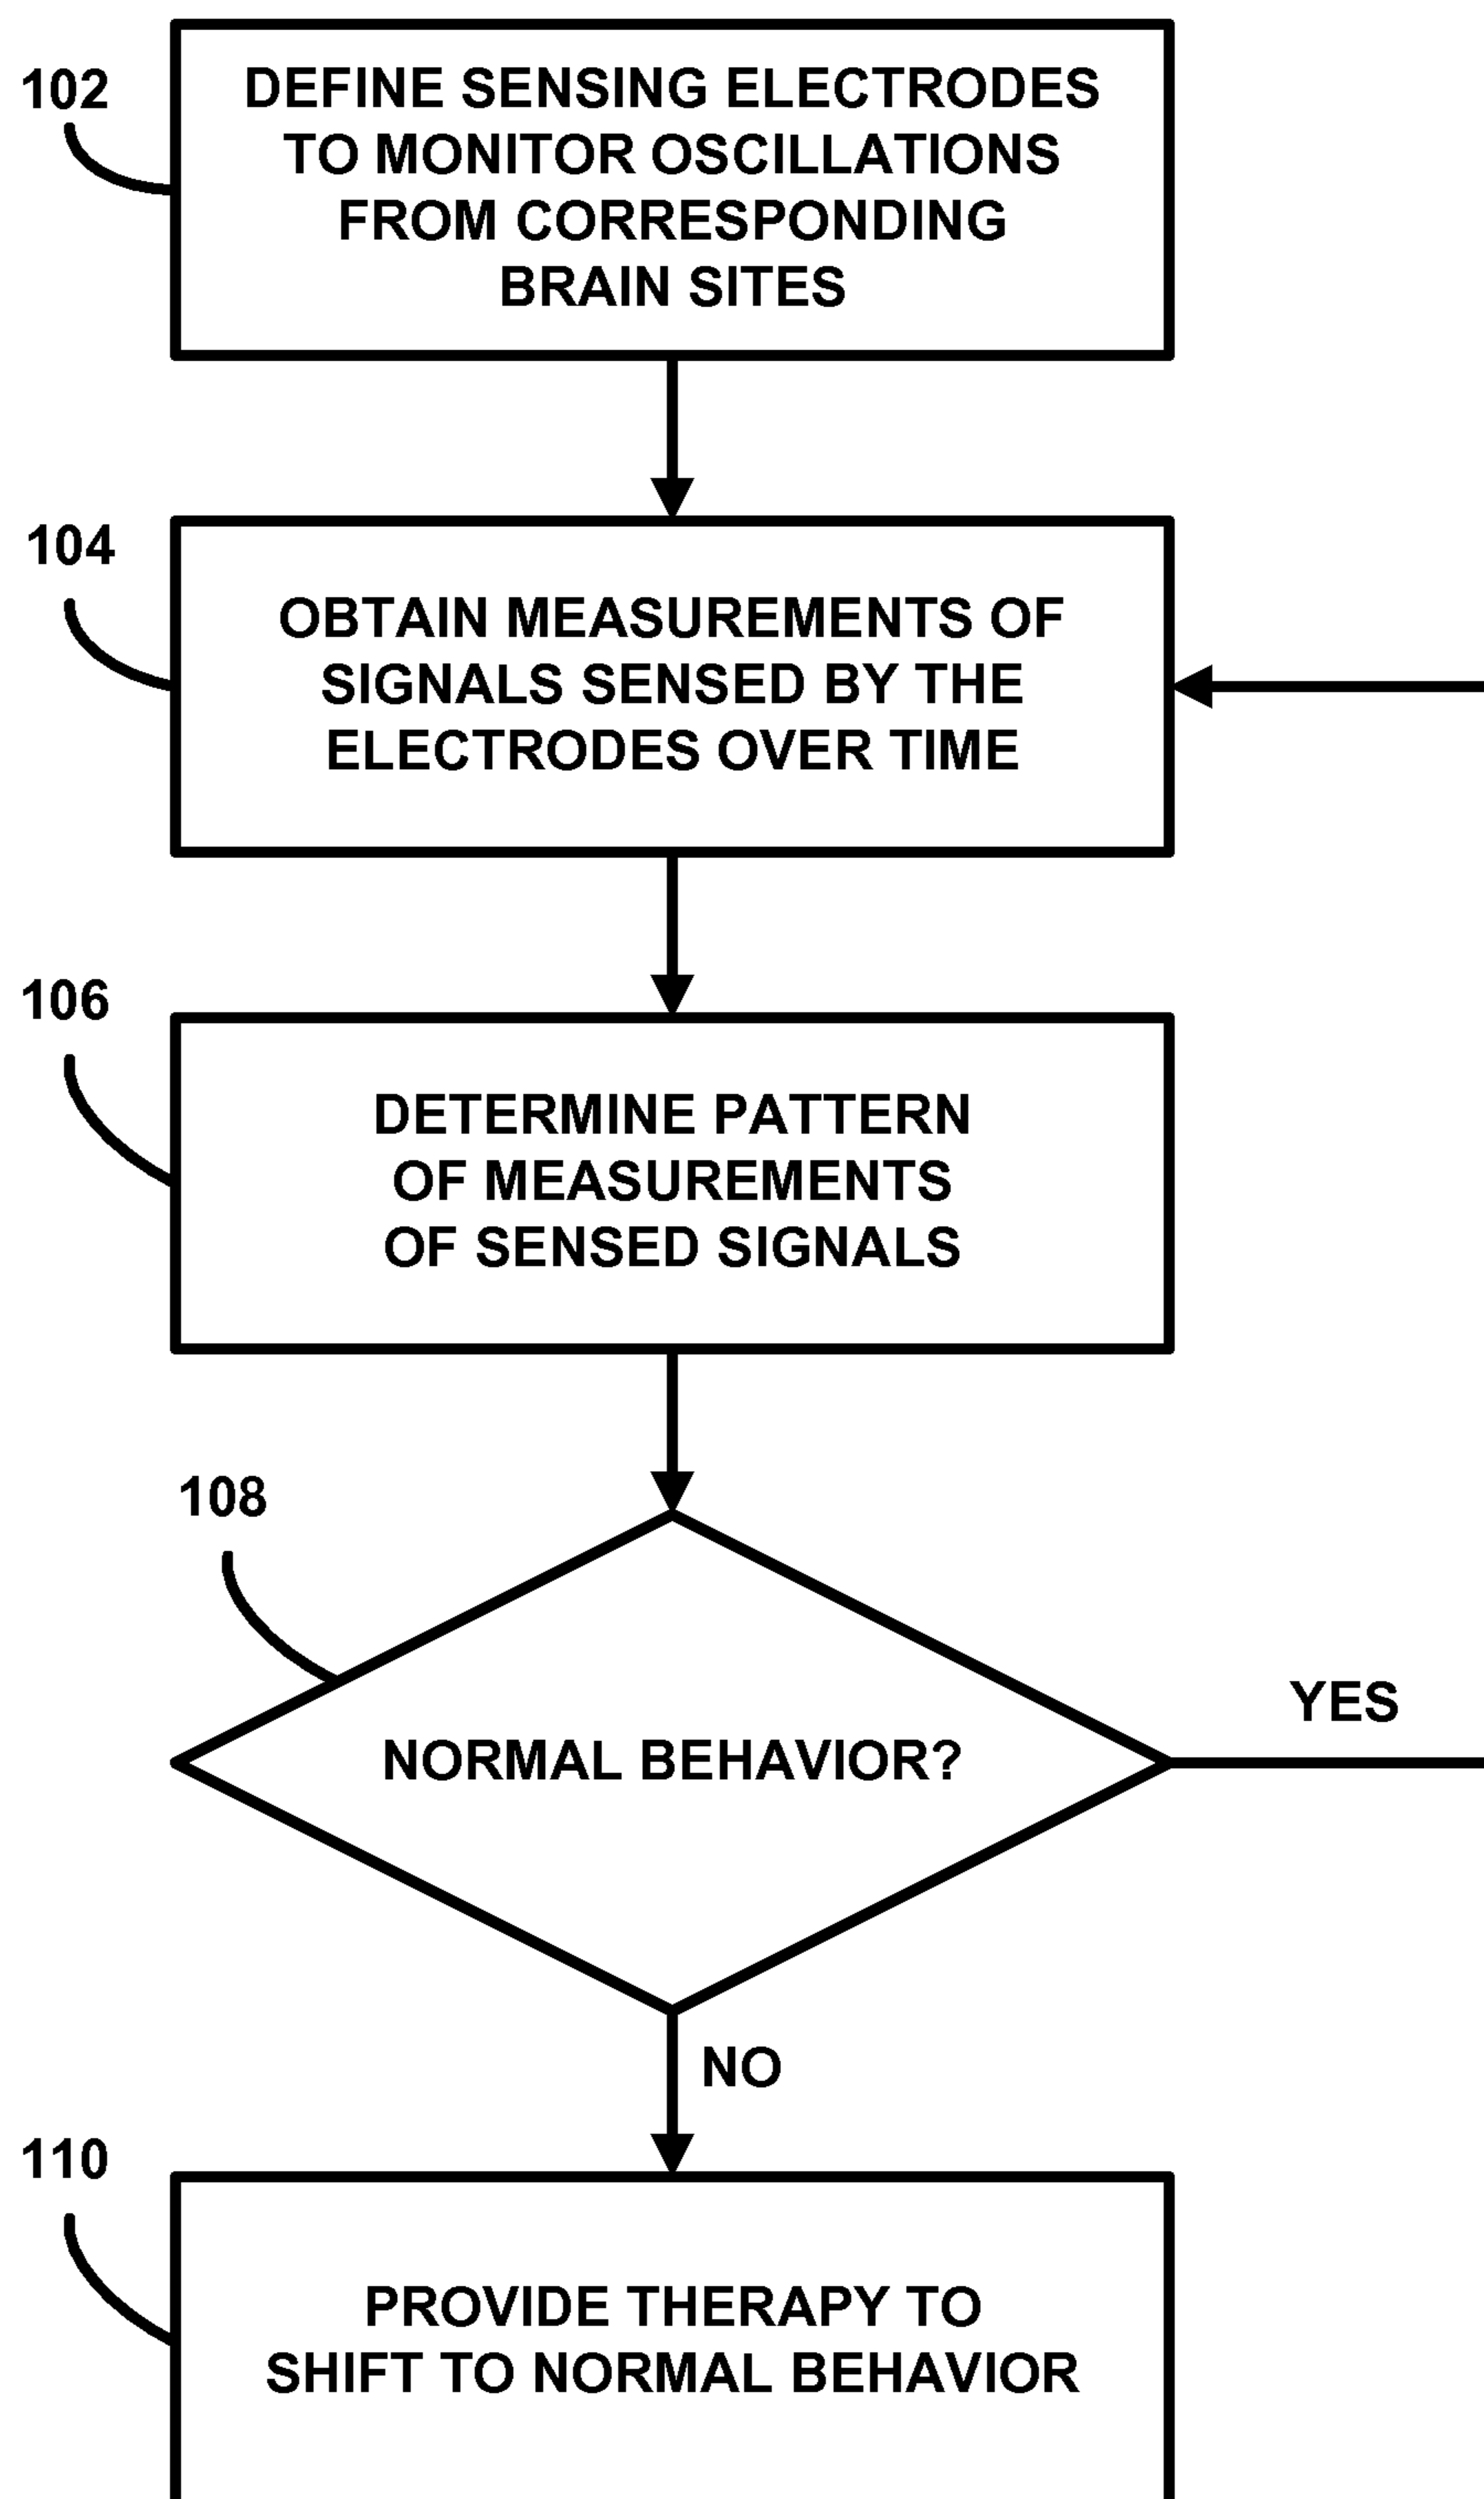 102
DEFINE SENSING ELECTRODES
TO MONITOR OSCILLATIONS
FROM CORRESPONDING
BRAIN SITES
104
OBTAIN MEASUREMENTS OF
SIGNALS SENSED BY THE
ELECTRODES OVER TIME
106
DETERMINE PATTERN
OF MEASUREMENTS
OF SENSED SIGNALS
108
NORMAL BEHAVIOR?
YES
NO
110
PROVIDE THERAPY TO
SHIFT TO NORMAL BEHAVIOR